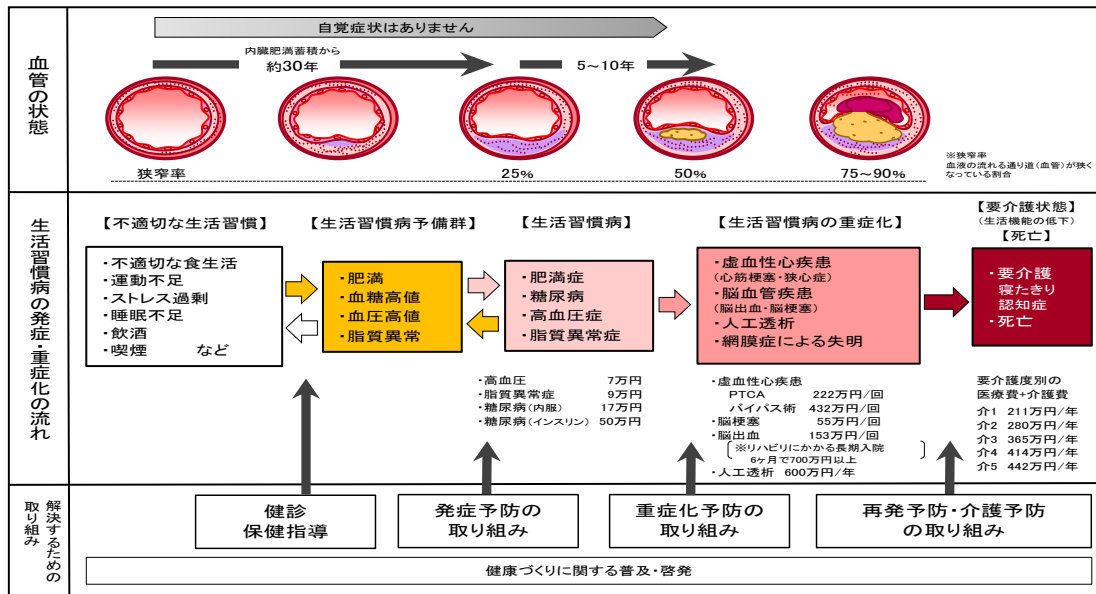 血管の状態
自覚症状はありません
内臓肥満蓄積から
約30年
5～10年
狭窄率
25%
50%
75～90%
※狭窄率
血液の流れる通り道(血管)が狭く
なっている割合
生活習慣病の発症・重症化の流れ
【不適切な生活習慣】
・不適切な食生活
・運動不足
・ストレス過剰
・睡眠不足
・飲酒
・喫煙 など
【生活習慣病予備群】
・肥満
・血糖高値
・血圧高値
・脂質異常
【生活習慣病】
・肥満症
・糖尿病
・高血圧症
・脂質異常症
【生活習慣病の重症化】
・虚血性心疾患
(心筋梗塞・狭心症)
・脳血管疾患
(脳出血・脳梗塞)
・人工透析
・網膜症による失明
【要介護状態】
(生活機能の低下)
【死亡】
・要介護
寝たきり
認知症
・死亡
・高血圧 7万円
・脂質異常症 9万円
・糖尿病(内服) 17万円
・糖尿病(インスリン) 50万円
・虚血性心疾患
PTCA 222万円/回
バイパス術 432万円/回
・脳梗塞 55万円/回
・脳出血 153万円/回
※リハビリにかかる長期入院
6ヶ月で700万円以上
・人工透析 600万円/年
要介護度別の
医療費+介護費
介1 211万円/年
介2 280万円/年
介3 365万円/年
介4 414万円/年
介5 442万円/年
解決するための
取り組み
健診
保健指導
発症予防の
取り組み
重症化予防の
取り組み
再発予防・介護予防
の取り組み
健康づくりに関する普及・啓発